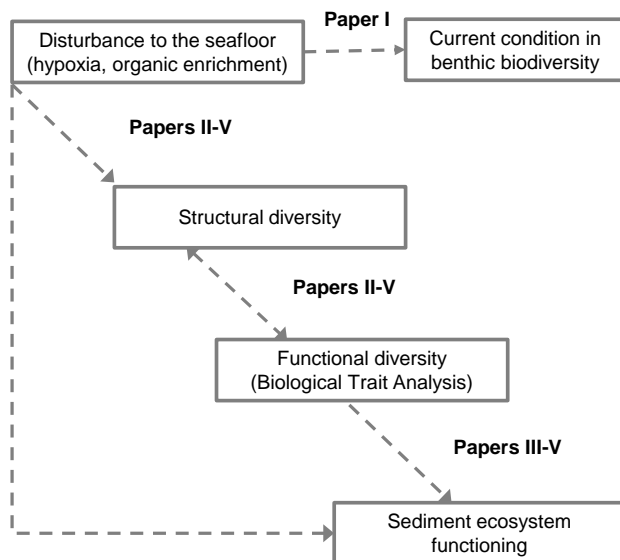 Paper I
Disturbance to the seafloor
(hypoxia, organic enrichment)
Current condition in
benthic biodiversity
Papers II-V
Structural diversity
Papers II-V
Functional diversity
(Biological Trait Analysis)
Papers III-V
Sediment ecosystem
functioning